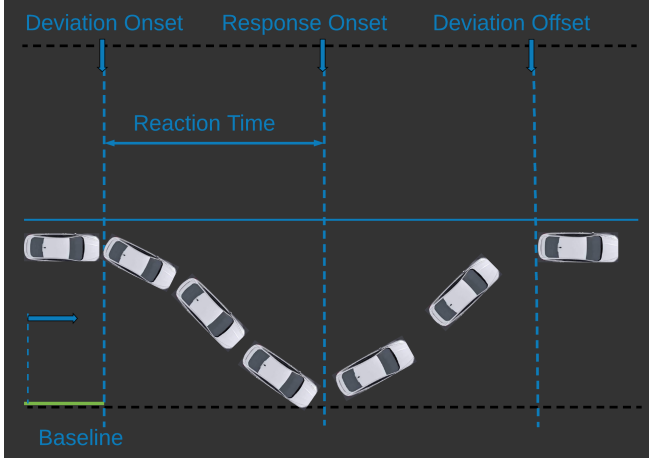 Deviation Onset
Response Onset
Deviation Offset
Reaction Time
Baseline